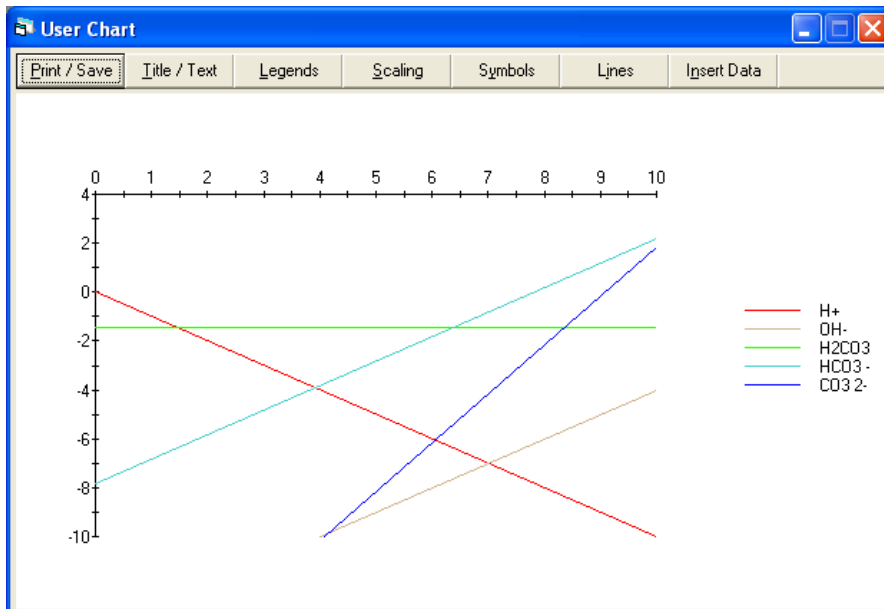 User Chart
Print / Save Title / Text Legends Scaling Symbols Lines Insert Data
0 1 2 3 4 5 6 7 8 9 10
4
2
0
-2
-4
-6
-8
-10
H+
OH-
H2CO3
HCO3 -
CO3 2-